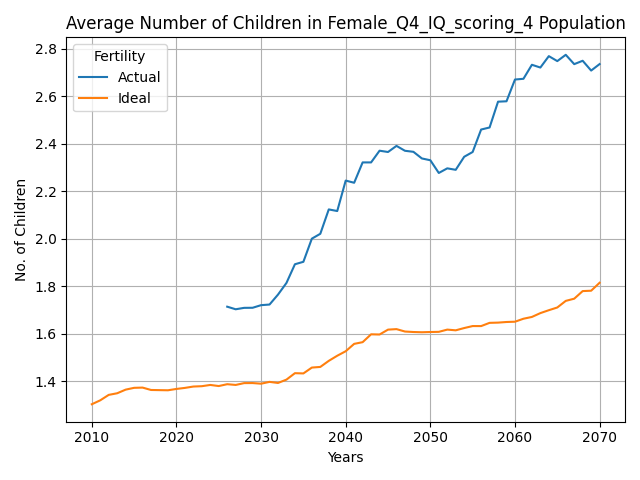 Average Number of Children in Female_Q4_IQ_scoring_4 Population
Fertility
Actual
Ideal
No. of Children
2.8
2.6
2.4
2.2
2.0
1.8
1.6
1.4
2010 2020 2030 2040 2050 2060 2070
Years